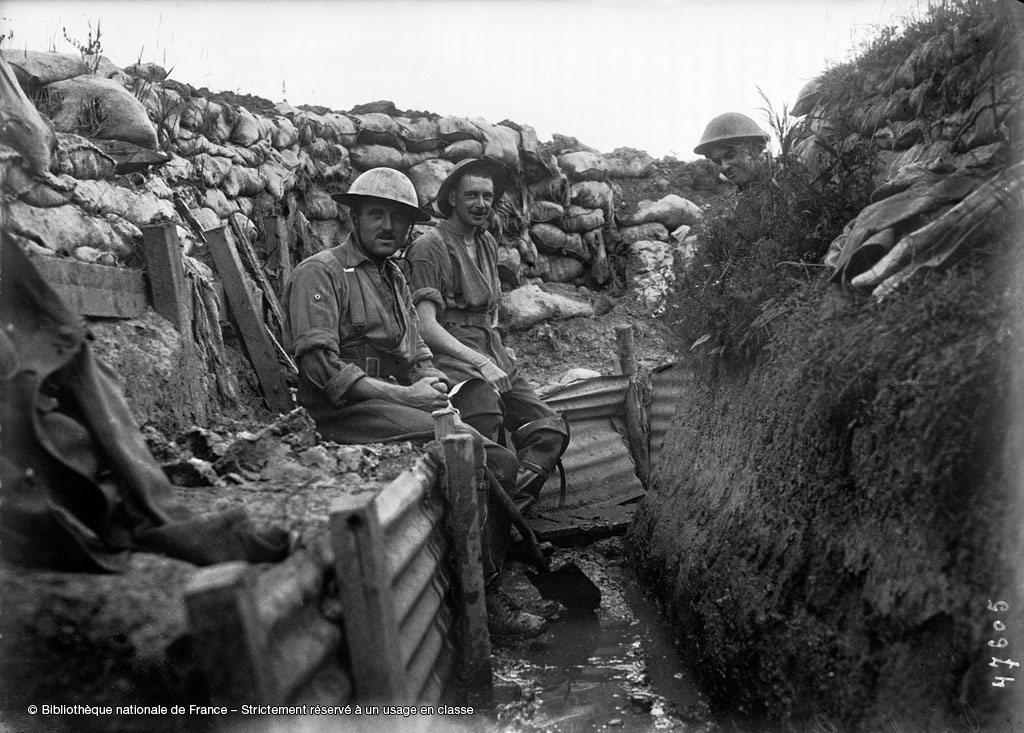 47605
© Bibliothèque nationale de France – Strictement réservé à un usage en classe